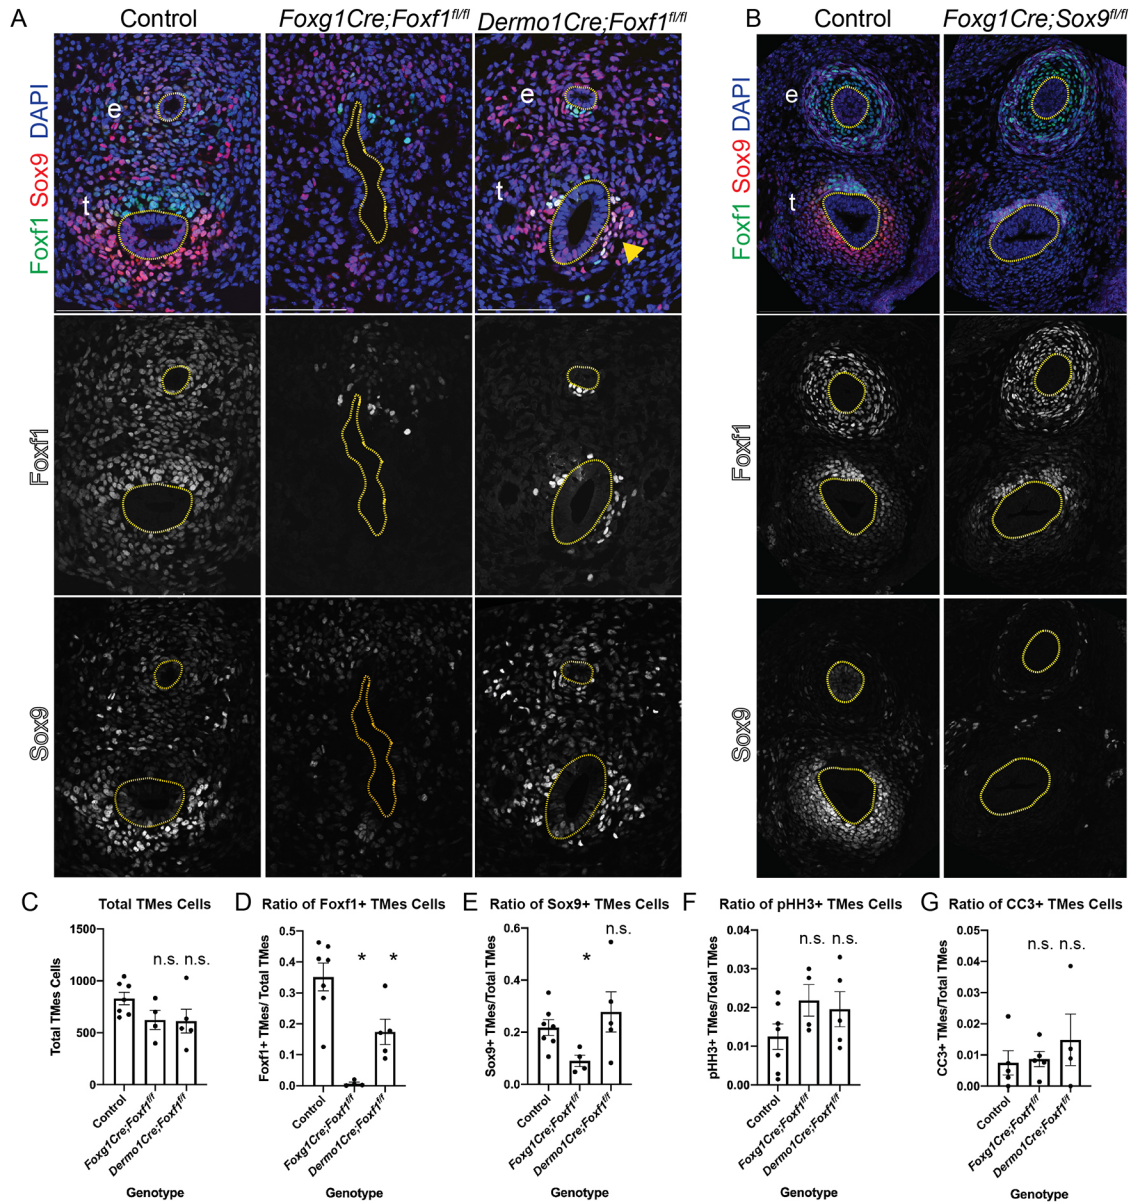 A
Control
Foxg1Cre;Foxf1fl/fl
Dermo1Cre;Foxf1fl/fl
B
Control
Foxg1Cre;Sox9fl/fl
Foxf1 Sox9 DAPI
e
t
e
t
Foxf1 Sox9 DAPI
e
t
Foxf1
Foxf1
Sox9
Sox9
C
Total TMes Cells
1500
1000
500
0
Total TMes Cells
n.s.
n.s.
Control
Foxg1Cre;Foxf1f/f
Dermo1Cre;Foxf1f/f
Genotype
D
Ratio of Foxf1+ TMes Cells
0.5
0.4
0.3
0.2
0.1
0.0
Foxf1+ TMes/ Total TMes
*
*
Control
Foxg1Cre;Foxf1f/f
Dermo1Cre;Foxf1f/f
Genotype
E
Ratio of Sox9+ TMes Cells
0.6
0.4
0.2
0.0
Sox9+ TMes/Total TMes
*
n.s.
Control
Foxg1Cre;Foxf1f/f
Dermo1Cre;Foxf1f/f
Genotype
F
Ratio of pHH3+ TMes Cells
0.04
0.03
0.02
0.01
0.00
pHH3+ TMes/Total TMes
n.s.
n.s.
Control
Foxg1Cre;Foxf1f/f
Dermo1Cre;Foxf1f/f
Genotype
G
Ratio of CC3+ TMes Cells
0.05
0.04
0.03
0.02
0.01
0.00
CC3+ TMes/Total TMes
n.s.
n.s.
Control
Foxg1Cre;Foxf1f/f
Dermo1Cre;Foxf1f/f
Genotype